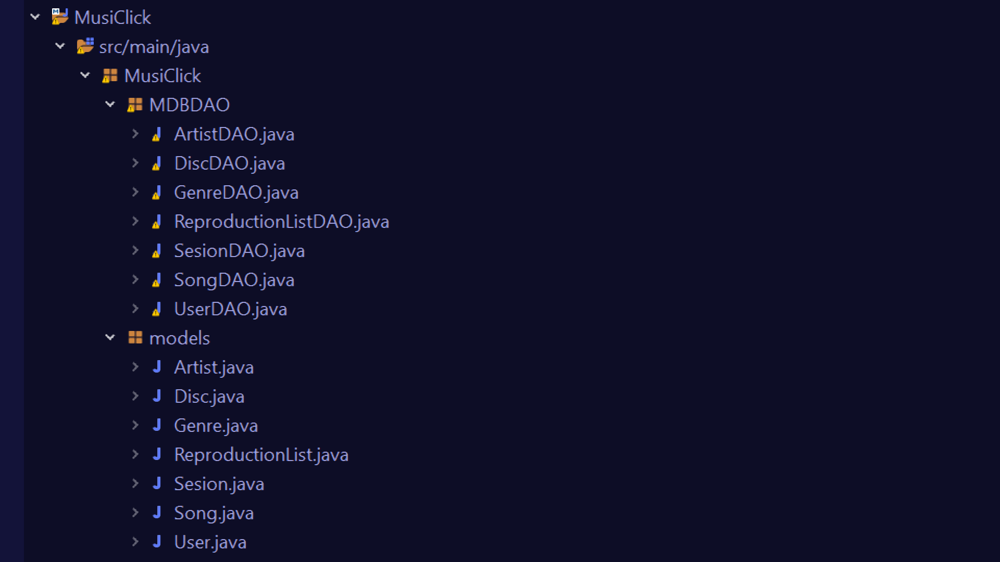 MusiClick
src/main/java
MusiClick
MDBDAO
ArtistDAO.java
DiscDAO.java
GenreDAO.java
ReproductionListDAO.java
SesionDAO.java
SongDAO.java
UserDAO.java
models
Artist.java
Disc.java
Genre.java
ReproductionList.java
Sesion.java
Song.java
User.java